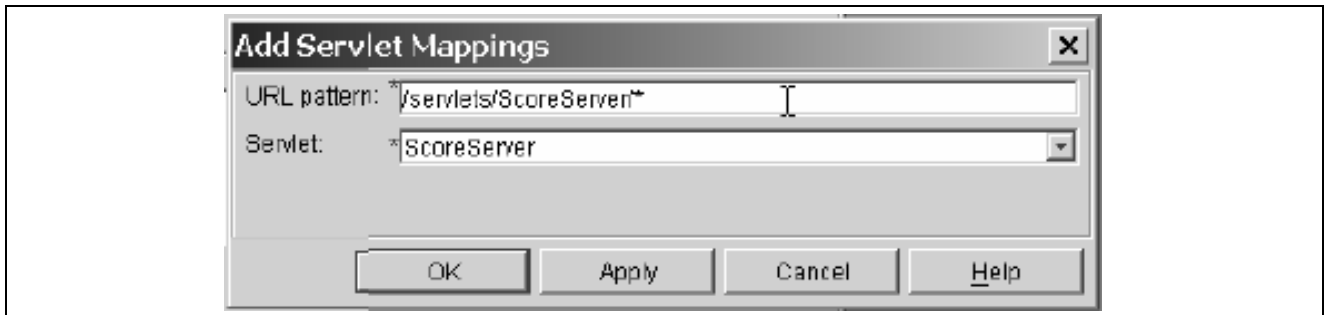 Add Servlet Mappings
URL pattern: */servlets/ScoreServer/*
Servlet: *ScoreServer
OK Apply Cancel Help